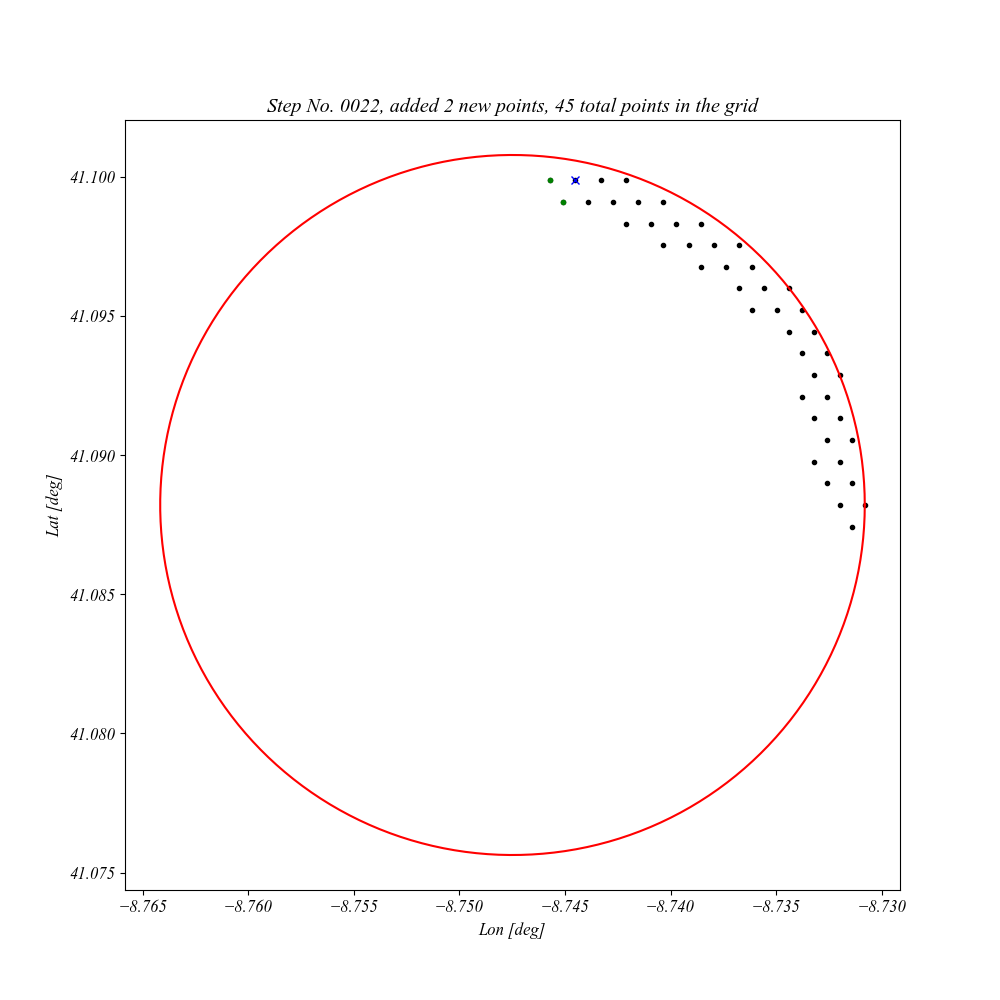 Step No. 0022, added 2 new points, 45 total points in the grid
41.100
41.095
41.090
41.085
41.080
41.075
Lat [deg]
−8.765 −8.760 −8.755 −8.750 −8.745 −8.740 −8.735 −8.730
Lon [deg]